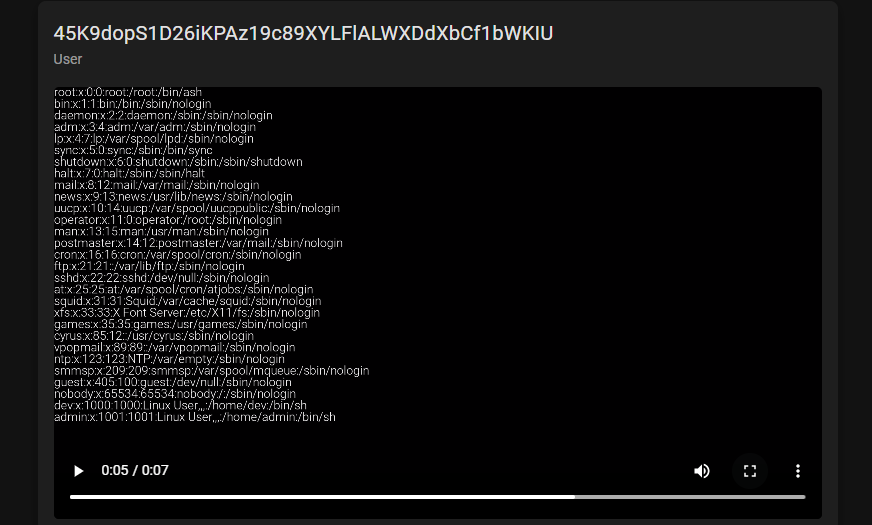 45K9dopS1D26iKPAz19c89XYLFlALWXDdXbCf1bWKIU
User
root:x:0:0:root:/root:/bin/ash
bin:x:1:1:bin:/bin:/sbin/nologin
daemon:x:2:2:daemon:/sbin:/sbin/nologin
adm:x:3:4:adm:/var/adm:/sbin/nologin
lp:x:4:7:lp:/var/spool/lpd:/sbin/nologin
sync:x:5:0:sync:/sbin:/bin/sync
shutdown:x:6:0:shutdown:/sbin:/sbin/shutdown
halt:x:7:0:halt:/sbin:/sbin/halt
mail:x:8:12:mail:/var/mail:/sbin/nologin
news:x:9:13:news:/usr/lib/news:/sbin/nologin
uucp:x:10:14:uucp:/var/spool/uucppublic:/sbin/nologin
operator:x:11:0:operator:/root:/sbin/nologin
man:x:13:15:man:/usr/man:/sbin/nologin
postmaster:x:14:12:postmaster:/var/mail:/sbin/nologin
cron:x:16:16:cron:/var/spool/cron:/sbin/nologin
ftp:x:21:21::/var/lib/ftp:/sbin/nologin
sshd:x:22:22:sshd:/dev/null:/sbin/nologin
at:x:25:25:at:/var/spool/cron/atjobs:/sbin/nologin
squid:x:31:31:Squid:/var/cache/squid:/sbin/nologin
xfs:x:33:33:X Font Server:/etc/X11/fs:/sbin/nologin
games:x:35:35:games:/usr/games:/sbin/nologin
cyrus:x:85:12::/usr/cyrus:/sbin/nologin
vpopmail:x:89:89::/var/vpopmail:/sbin/nologin
ntp:x:123:123:NTP:/var/empty:/sbin/nologin
smmsp:x:209:209:smmsp:/var/spool/mqueue:/sbin/nologin
guest:x:405:100:guest:/dev/null:/sbin/nologin
nobody:x:65534:65534:nobody:/:/sbin/nologin
dev:x:1000:1000:Linux User,,,:/home/dev:/bin/sh
admin:x:1001:1001:Linux User,,,:/home/admin:/bin/sh
0:05 / 0:07